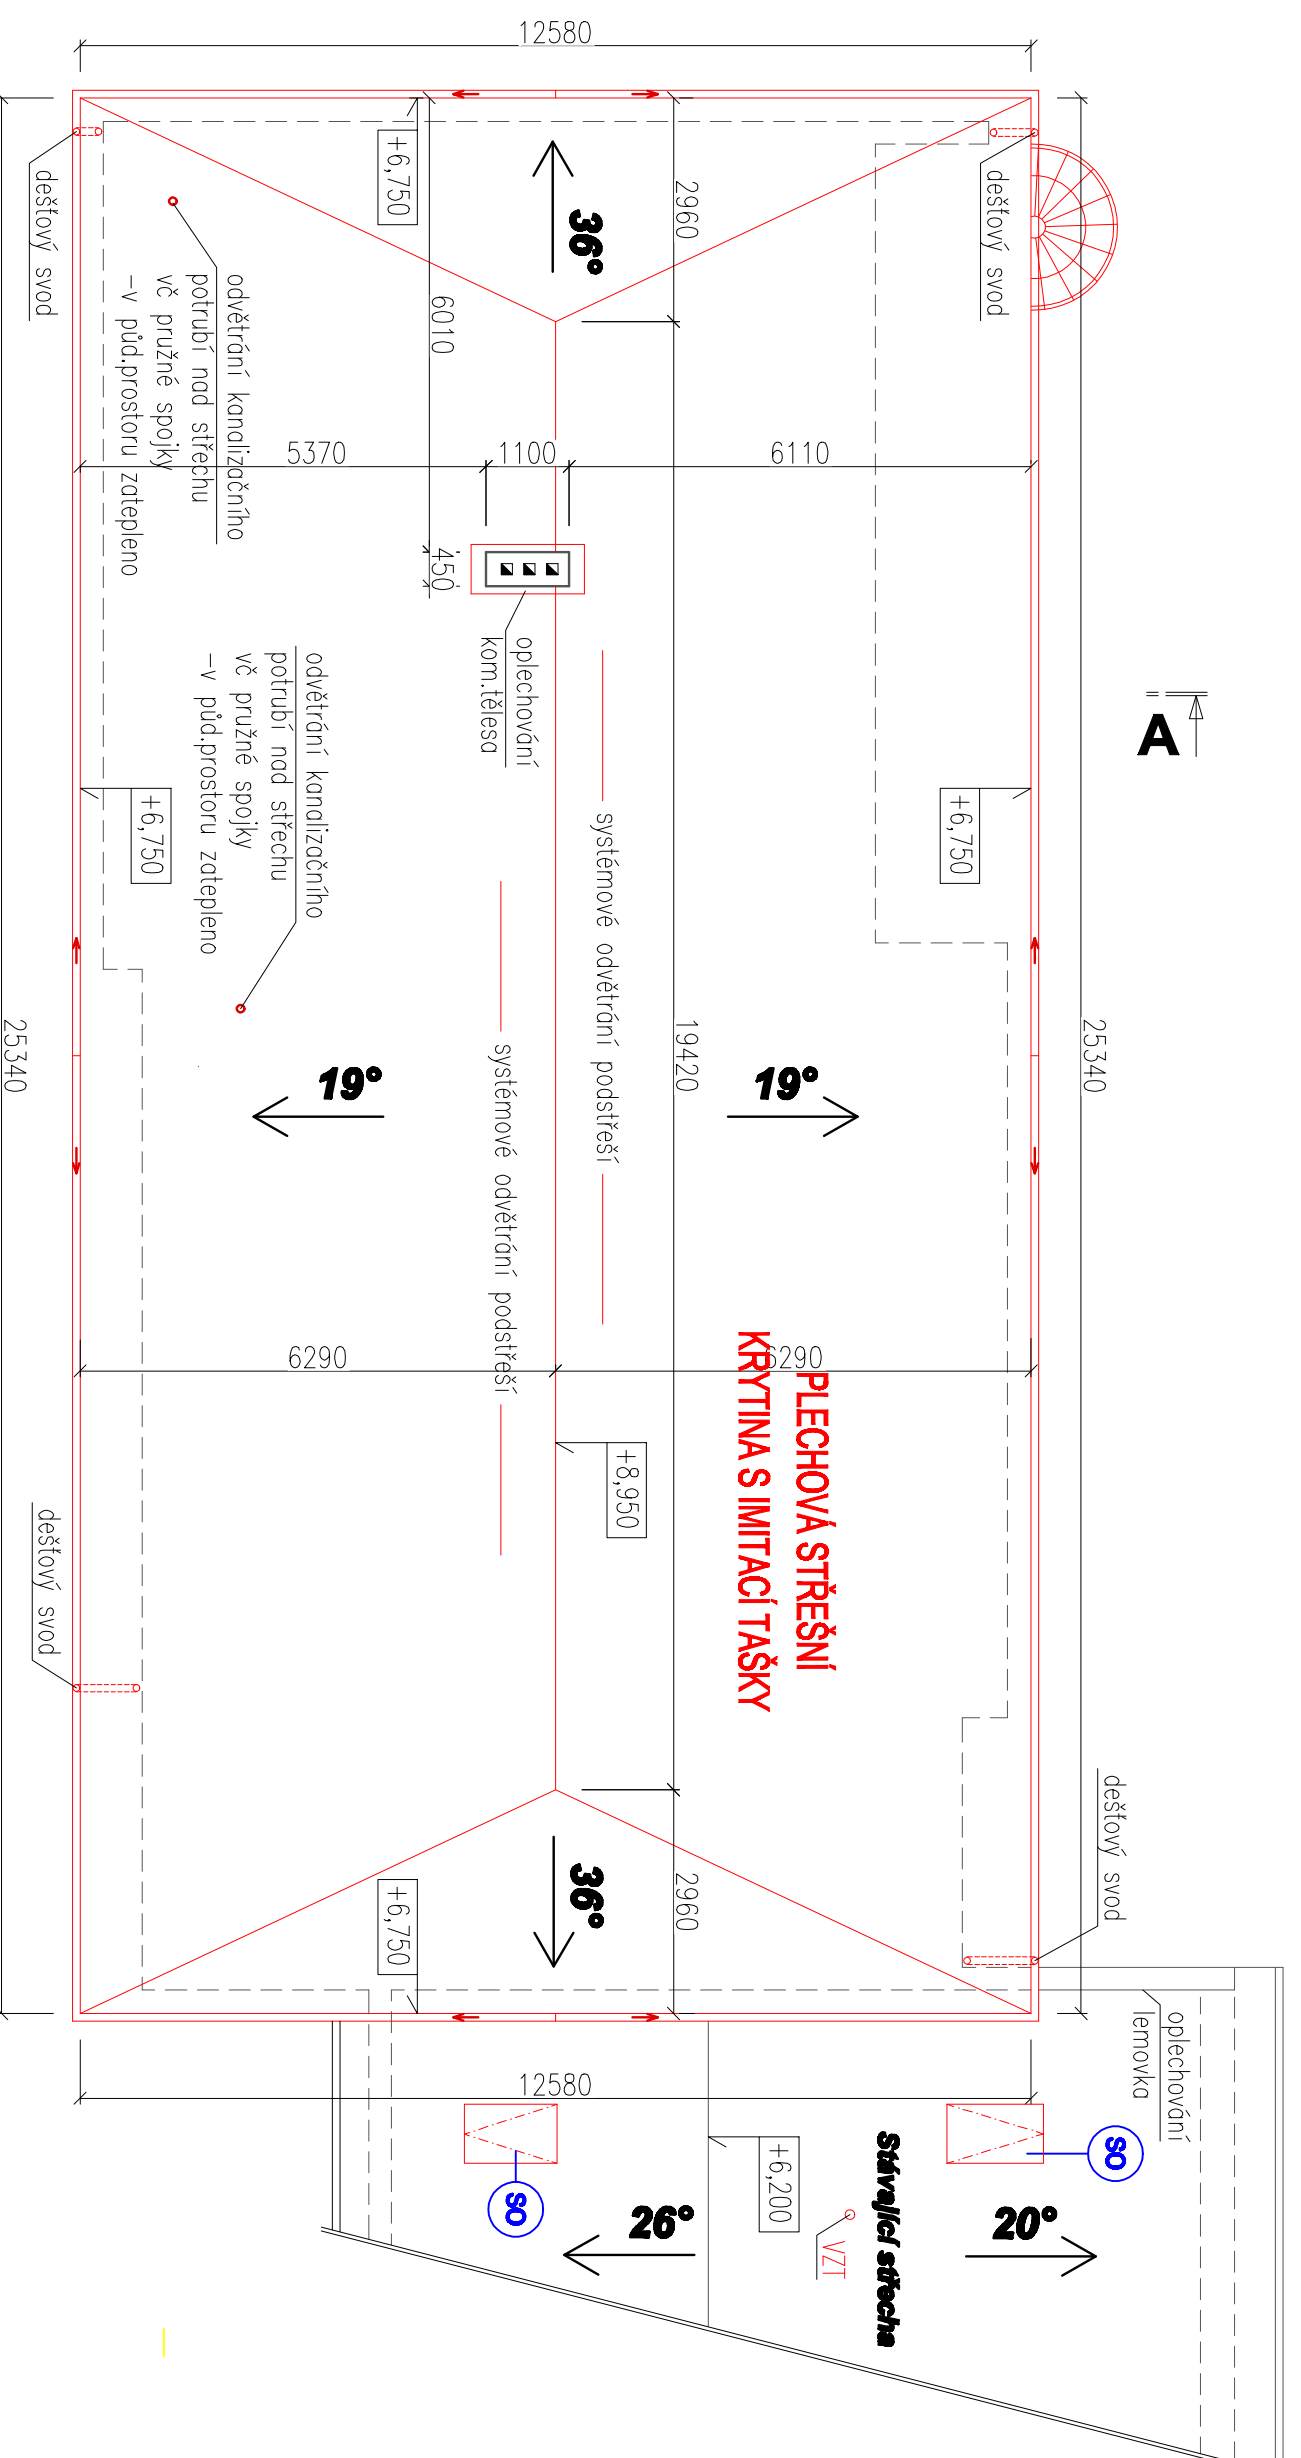 12580
+6,750
36°
2960
6010
dešťový svod
dešťový svod
odvětrání kanalizačního
potrubí nad střechu
vč pružné spojky
-v půd.prostoru zatepleno
5370
1100
6110
450
oplechování
kom.tělesa
A
odvětrání kanalizačního
potrubí nad střechu
vč pružné spojky
-v půd.prostoru zatepleno
+6,750
+6,750
systémové odvětrání podstřeší
systémové odvětrání podstřeší
25340
19420
25340
19°
19°
6290
6290
PLECHOVÁ STŘEŠNÍ
KRYTINA S IMITACÍ TAŠKY
+8,950
dešťový svod
dešťový svod
36°
2960
+6,750
oplechování
lemovka
12580
SO
SO
+6,200
Stávající střecha
VZT
26°
20°